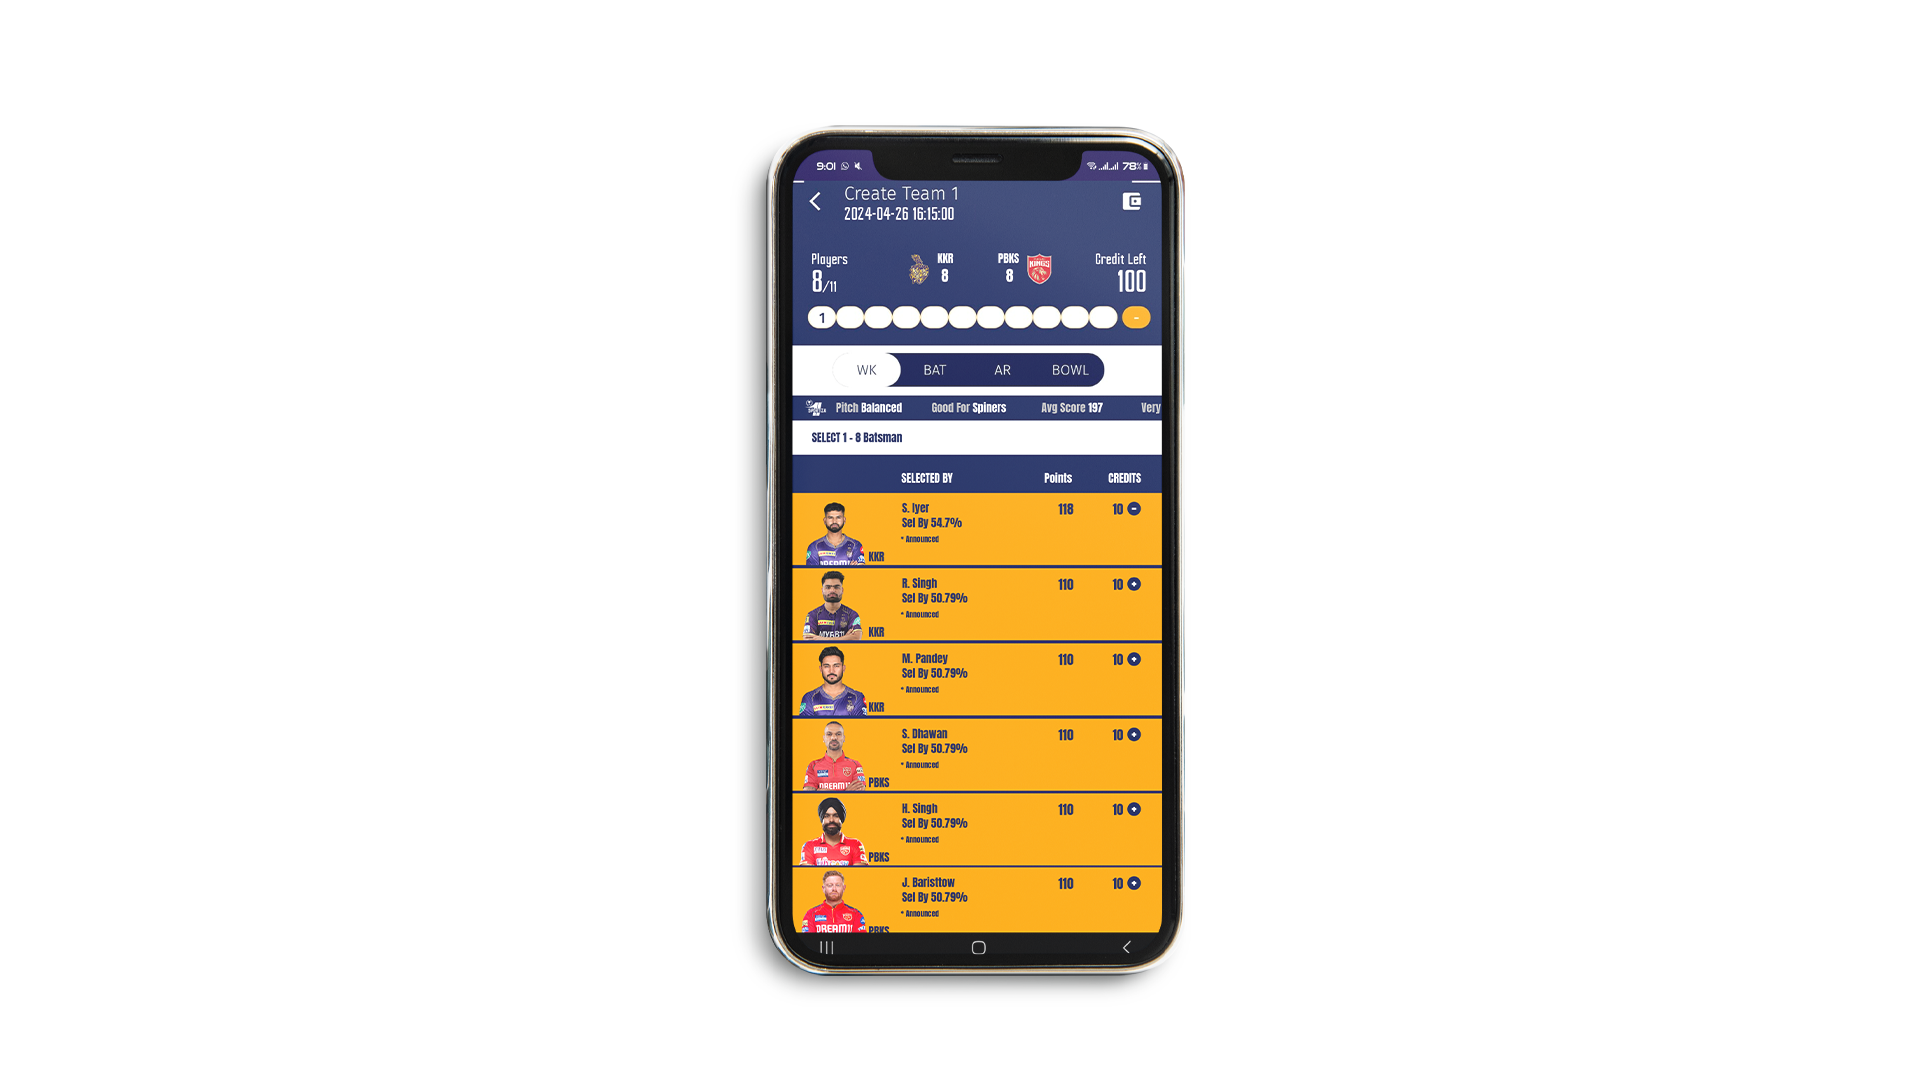 9:01 78%
Create Team 1
2024-04-26 16:15:00
Players KKR PBKS KINGS Credit Left
8/11 8 8 100
1 -
WK BAT AR BOWL
Pitch Balanced Good For Spiners Avg Score 197 Very
SELECT 1 - 8 Batsman
SELECTED BY Points CREDITS
S. Iyer 118 10
Sel By 54.7%
* Announced
KKR
DREAM11
R. Singh 110 10
Sel By 50.79%
* Announced
KKR
M. Pandey 110 10
Sel By 50.79%
* Announced
KKR
S. Dhawan 110 10
Sel By 50.79%
* Announced
PBKS
DREAM11
H. Singh 110 10
Sel By 50.79%
* Announced
PBKS
J. Baristtow 110 10
Sel By 50.79%
* Announced
DREAM11
PBKS